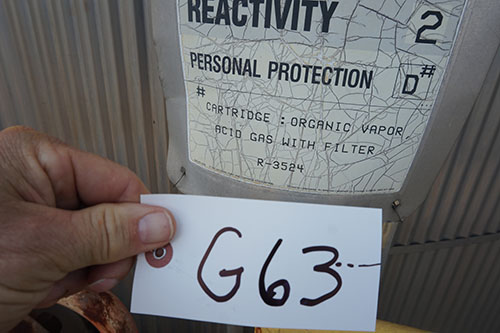 REACTIVITY 2
PERSONAL PROTECTION D#
#
CARTRIDGE : ORGANIC VAPOR,
ACID GAS WITH FILTER
R-3524
G63